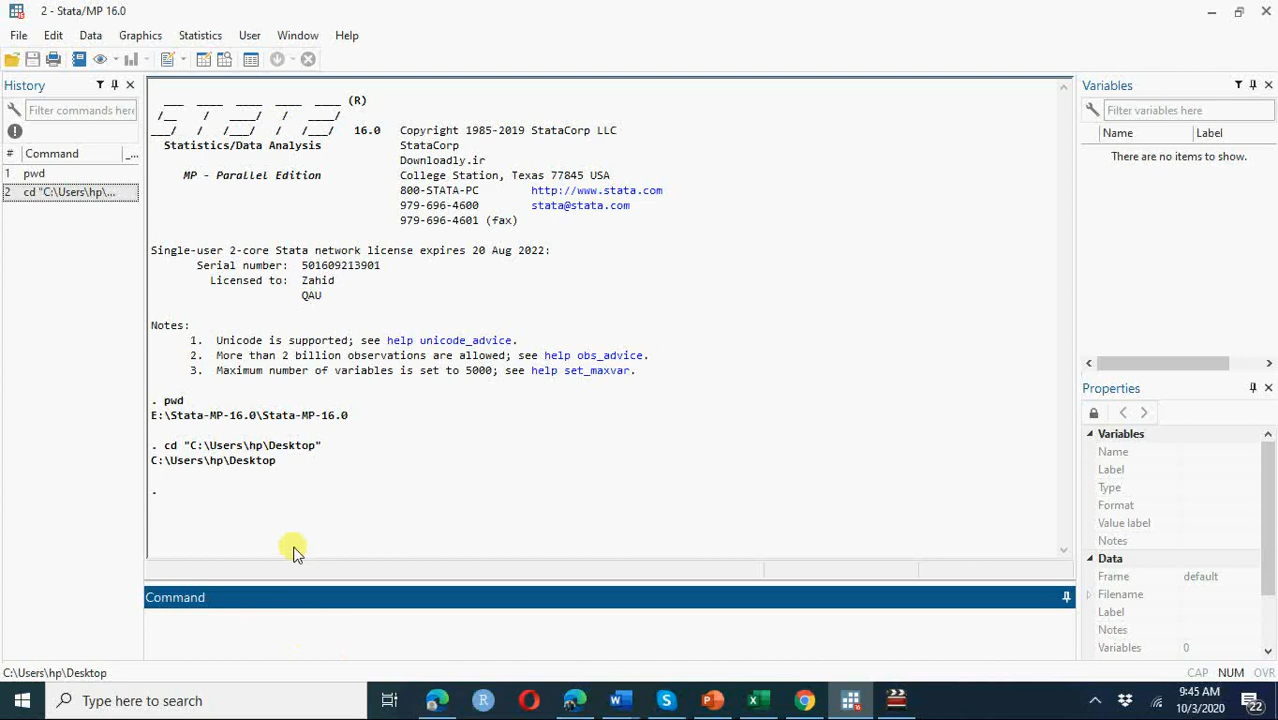 2 - Stata/MP 16.0
File Edit Data Graphics Statistics User Window Help
History
Filter commands here
# Command
1 pwd
2 cd "C:\Users\hp\...
(R)
16.0 Copyright 1985-2019 StataCorp LLC
Statistics/Data Analysis StataCorp
Downloadly.ir
MP - Parallel Edition College Station, Texas 77845 USA
800-STATA-PC http://www.stata.com
979-696-4600 stata@stata.com
979-696-4601 (fax)
Single-user 2-core Stata network license expires 20 Aug 2022:
Serial number: 501609213901
Licensed to: Zahid
QAU
Notes:
1. Unicode is supported; see help unicode_advice.
2. More than 2 billion observations are allowed; see help obs_advice.
3. Maximum number of variables is set to 5000; see help set_maxvar.
. pwd
E:\Stata-MP-16.0\Stata-MP-16.0
. cd "C:\Users\hp\Desktop"
C:\Users\hp\Desktop
.
Command
Variables
Filter variables here
Name Label
There are no items to show.
Properties
Variables
Name
Label
Type
Format
Value label
Notes
Data
Frame default
Filename
Label
Notes
Variables 0
C:\Users\hp\Desktop
CAP NUM OVR
Type here to search
9:45 AM
10/3/2020
22